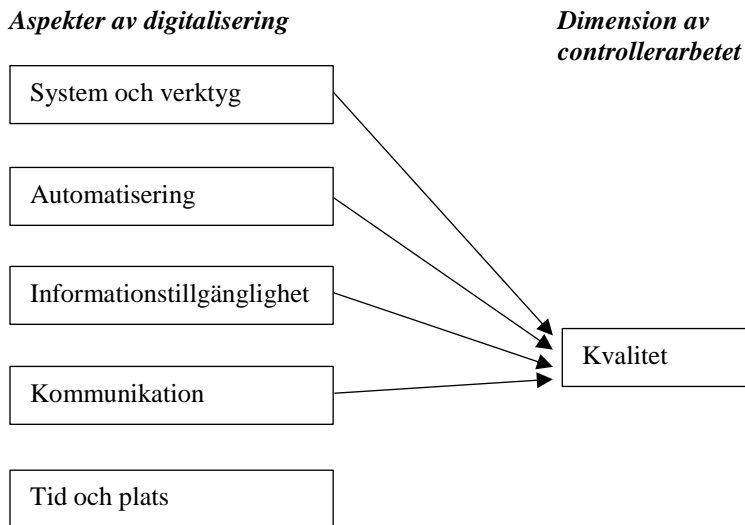 Aspekter av digitalisering
Dimension av
controllerarbetet
System och verktyg
Automatisering
Informationstillgänglighet
Kvalitet
Kommunikation
Tid och plats